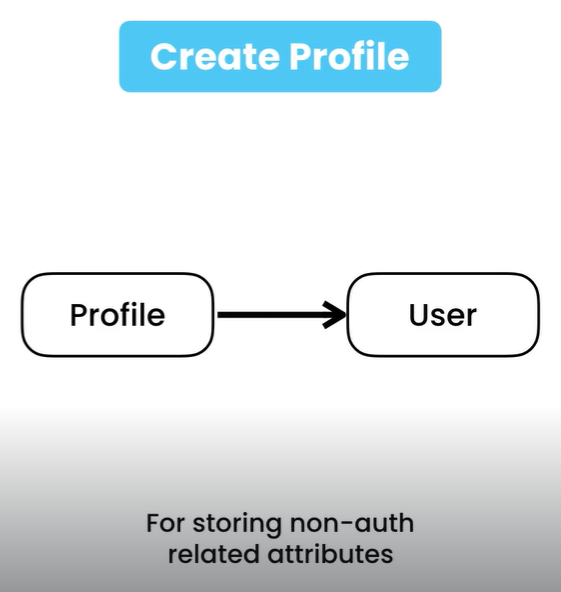 Create Profile
Profile
User
For storing non-auth
related attributes